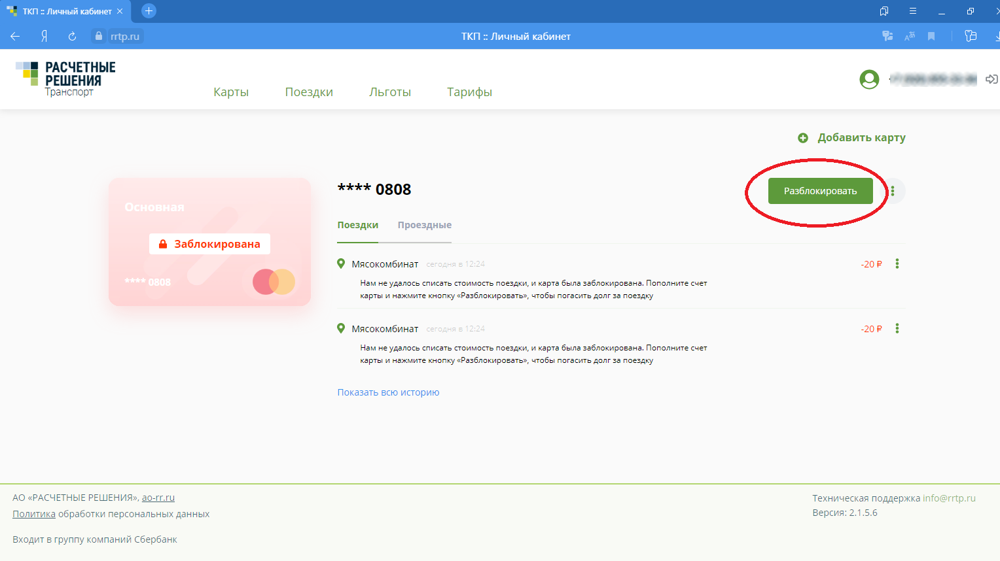 ТКП :: Личный кабинет
rrtp.ru
ТКП :: Личный кабинет
РАСЧЕТНЫЕ
РЕШЕНИЯ
Транспорт
Карты Поездки Льготы Тарифы
Добавить карту
Основная
Заблокирована
**** 0808
**** 0808
Разблокировать
Поездки Проездные
Мясокомбинат сегодня в 12:24 -20 ₽
Нам не удалось списать стоимость поездки, и карта была заблокирована. Пополните счет
карты и нажмите кнопку «Разблокировать», чтобы погасить долг за поездку
Мясокомбинат сегодня в 12:24 -20 ₽
Нам не удалось списать стоимость поездки, и карта была заблокирована. Пополните счет
карты и нажмите кнопку «Разблокировать», чтобы погасить долг за поездку
Показать всю историю
АО «РАСЧЕТНЫЕ РЕШЕНИЯ», ao-rr.ru
Политика обработки персональных данных
Входит в группу компаний Сбербанк
Техническая поддержка info@rrtp.ru
Версия: 2.1.5.6